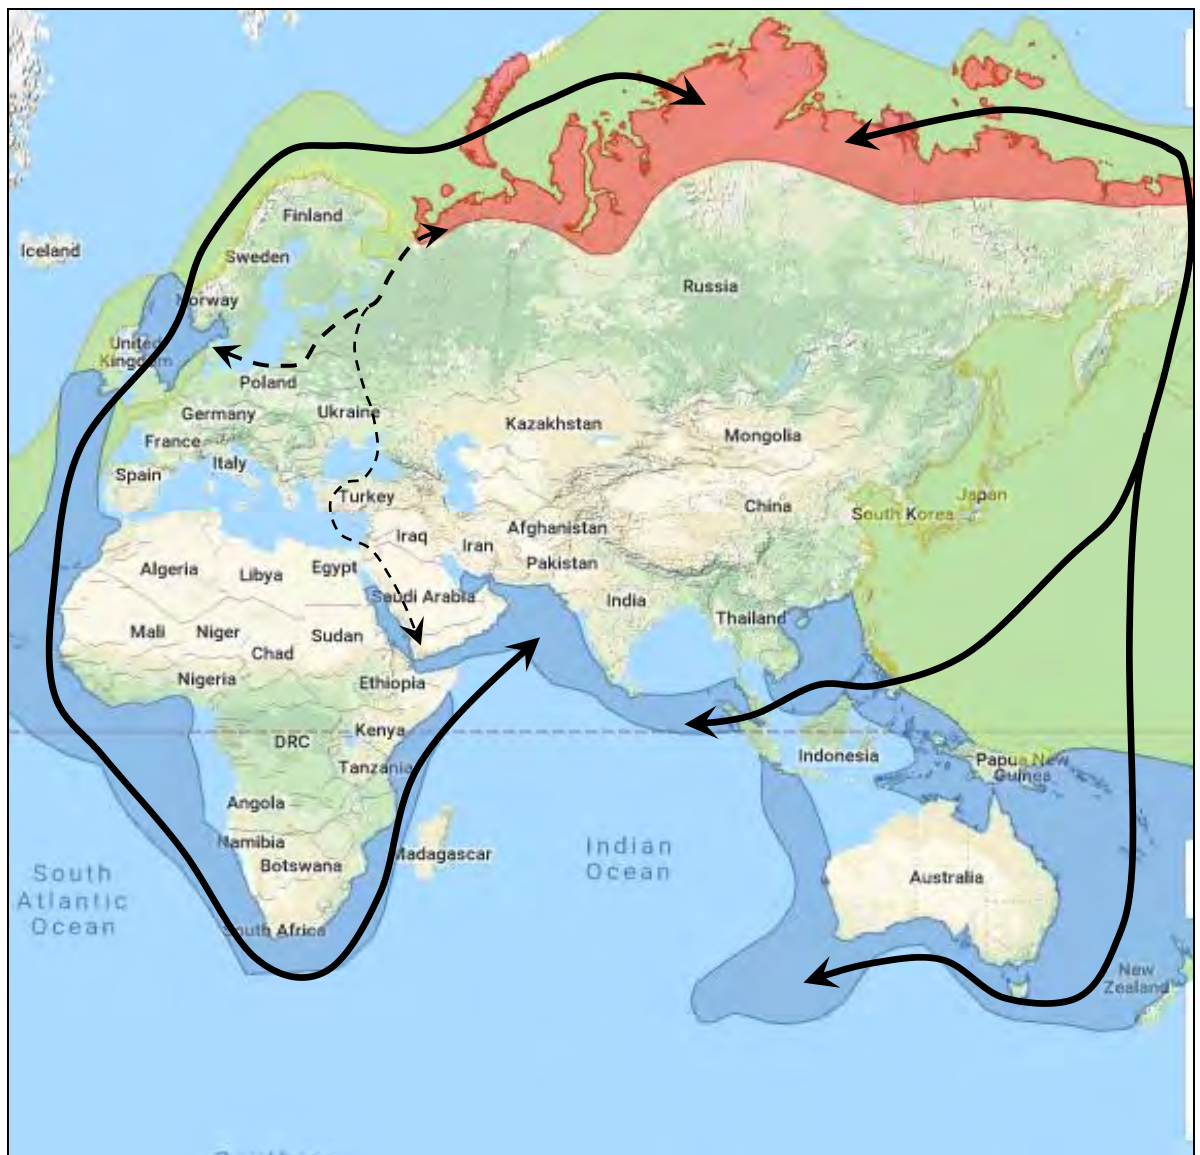 Finland
Iceland
Sweden
Russia
Norway
United
Kingdom
Poland
Germany
Ukraine
Kazakhstan
France
Mongolia
Italy
Spain
Turkey
Japan
China
South Korea
Afghanistan
Iraq
Iran
Pakistan
Algeria
Libya
Egypt
Saudi Arabia
India
Thailand
Mali
Niger
Sudan
Chad
Nigeria
Ethiopia
Kenya
DRC
Indonesia
Papua New
Guinea
Tanzania
Angola
Namibia
Madagascar
Botswana
Indian
Ocean
South
Atlantic
Ocean
Australia
South Africa
New
Zealand